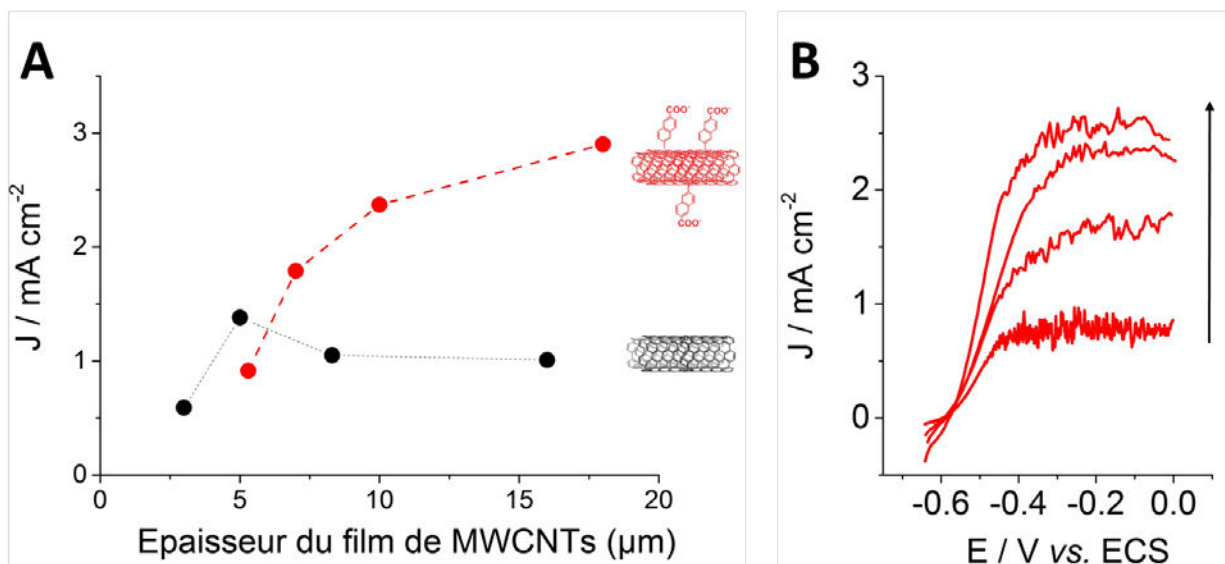 A
J / mA cm-2
3
2
1
0
0
5
10
15
20
Epaisseur du film de MWCNTs (µm)
COO-
COO-
COO-
B
J / mA cm-2
3
2
1
0
-0.6
-0.4
-0.2
0.0
E / V vs. ECS